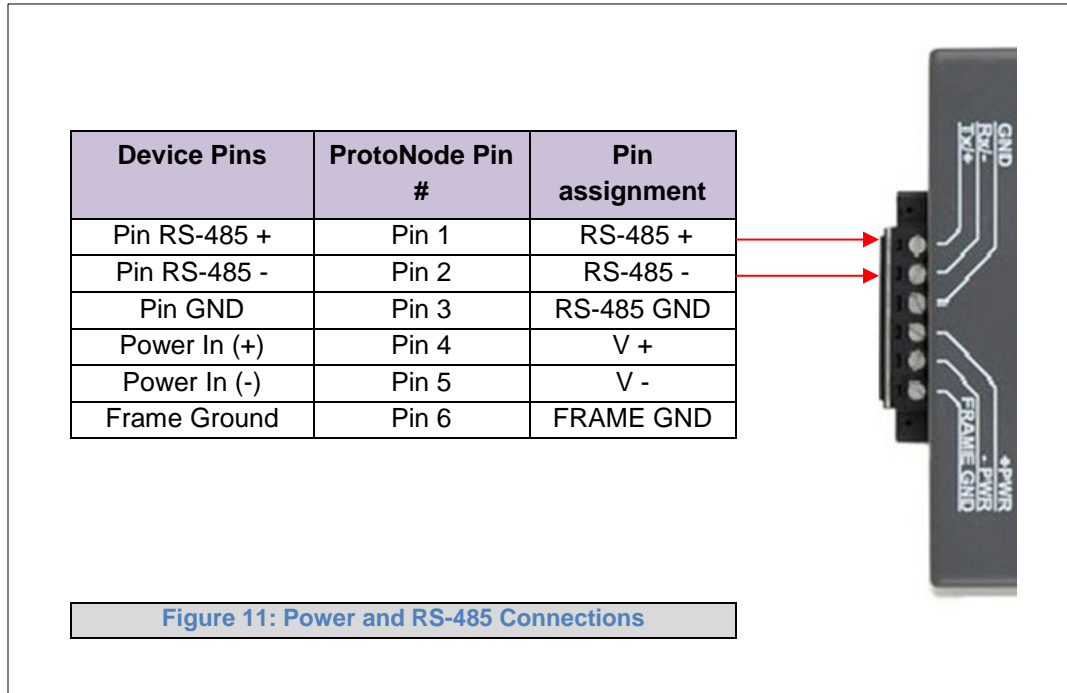 Device Pins ProtoNode Pin # Pin assignment
Pin RS-485 + Pin 1 RS-485 +
Pin RS-485 - Pin 2 RS-485 -
Pin GND Pin 3 RS-485 GND
Power In (+) Pin 4 V +
Power In (-) Pin 5 V -
Frame Ground Pin 6 FRAME GND
GND
Rx/-
Tx/+
+PWR
- PWR
FRAME GND
Figure 11: Power and RS-485 Connections